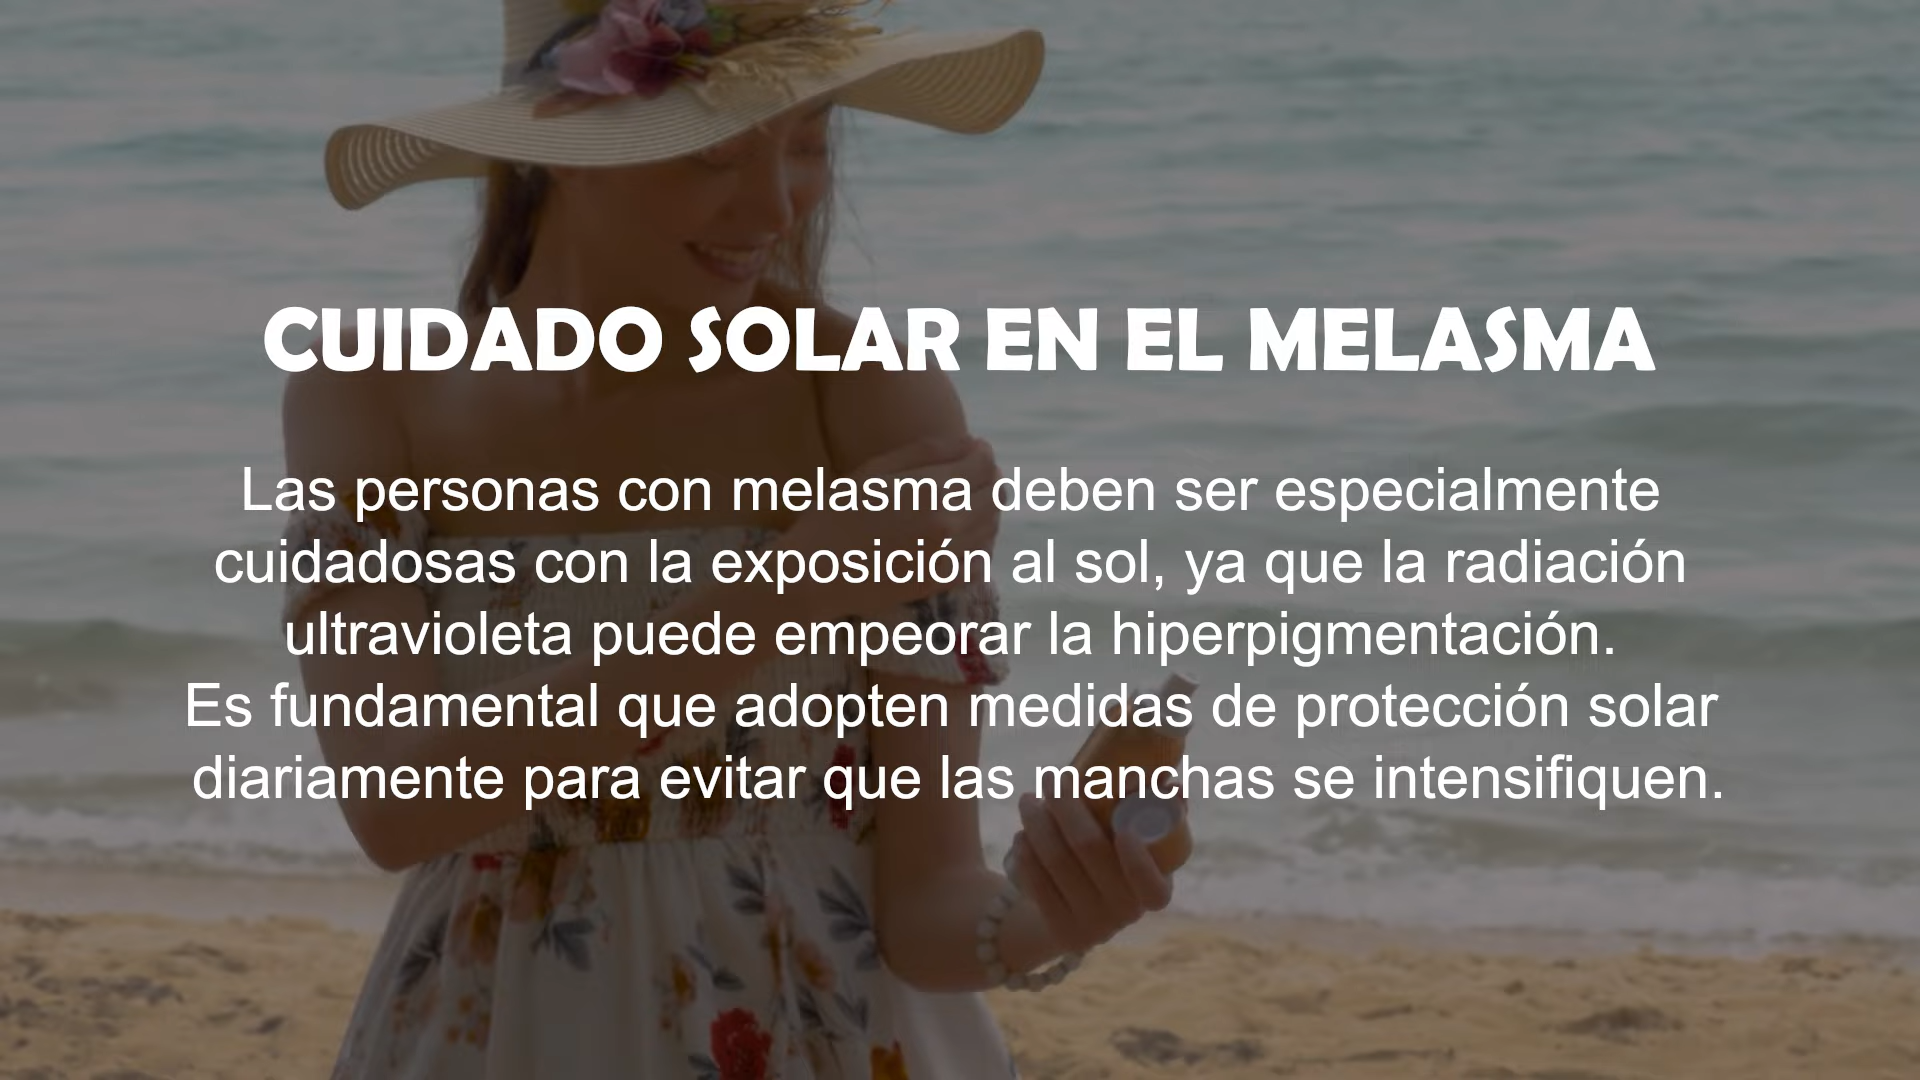 CUIDADO SOLAR EN EL MELASMA
Las personas con melasma deben ser especialmente
cuidadosas con la exposición al sol, ya que la radiación
ultravioleta puede empeorar la hiperpigmentación.
Es fundamental que adopten medidas de protección solar
diariamente para evitar que las manchas se intensifiquen.